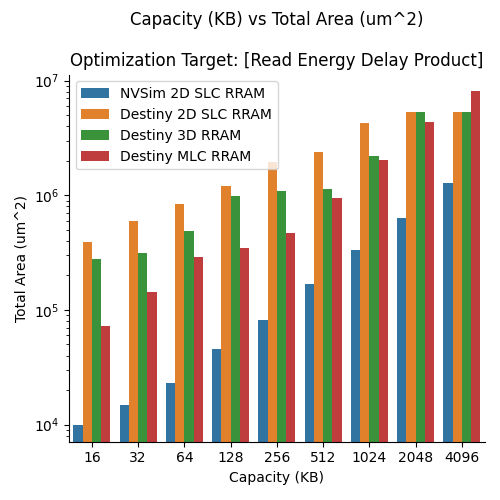 Capacity (KB) vs Total Area (um^2)
Optimization Target: [Read Energy Delay Product]
10^7
10^6
10^5
10^4
Total Area (um^2)
NVSim 2D SLC RRAM
Destiny 2D SLC RRAM
Destiny 3D RRAM
Destiny MLC RRAM
16 32 64 128 256 512 1024 2048 4096
Capacity (KB)